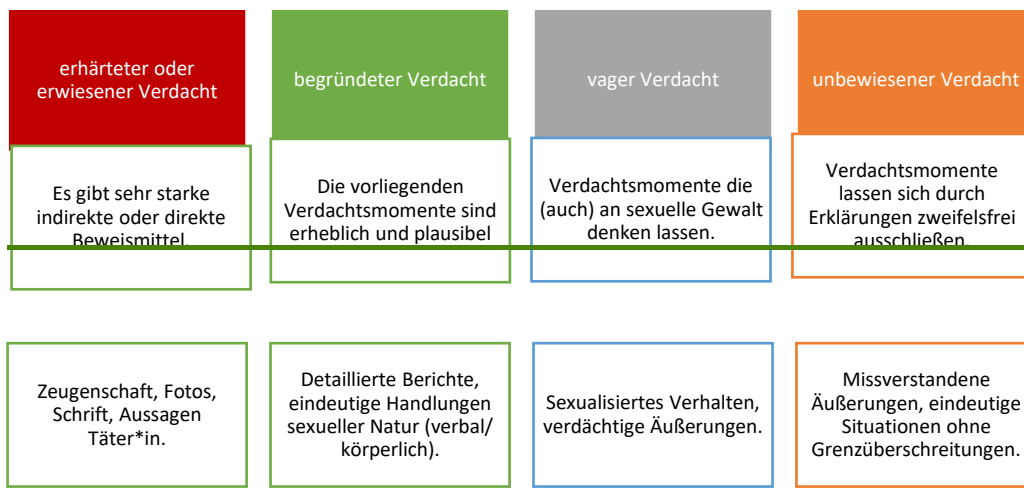 erhärteter oder
erwiesener Verdacht
begründeter Verdacht
vager Verdacht
unbewiesener Verdacht
Es gibt sehr starke
indirekte oder direkte
Beweismittel.
Die vorliegenden
Verdachtsmomente sind
erheblich und plausibel
Verdachtsmomente die
(auch) an sexuelle Gewalt
denken lassen.
Verdachtsmomente
lassen sich durch
Erklärungen zweifelsfrei
ausschließen.
Zeugenschaft, Fotos,
Schrift, Aussagen
Täter*in.
Detaillierte Berichte,
eindeutige Handlungen
sexueller Natur (verbal/
körperlich).
Sexualisiertes Verhalten,
verdächtige Äußerungen.
Missverstandene
Äußerungen, eindeutige
Situationen ohne
Grenzüberschreitungen.